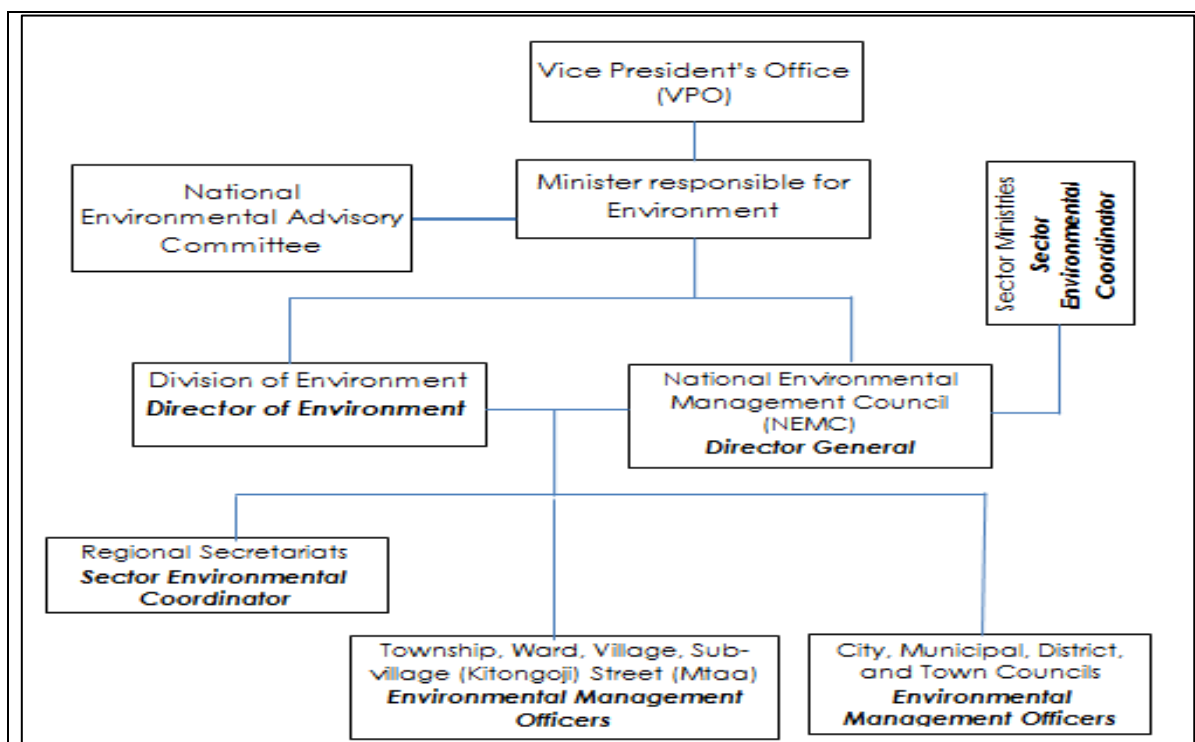 Vice President's Office
(VPO)
National
Environmental Advisory
Committee
Minister responsible for
Environment
Sector Ministries
Sector
Environmental
Coordinator
Division of Environment
Director of Environment
National Environmental
Management Council
(NEMC)
Director General
Regional Secretariats
Sector Environmental
Coordinator
Township, Ward, Village, Sub-
village (Kitongoji) Street (Mtaa)
Environmental Management
Officers
City, Municipal, District,
and Town Councils
Environmental
Management Officers